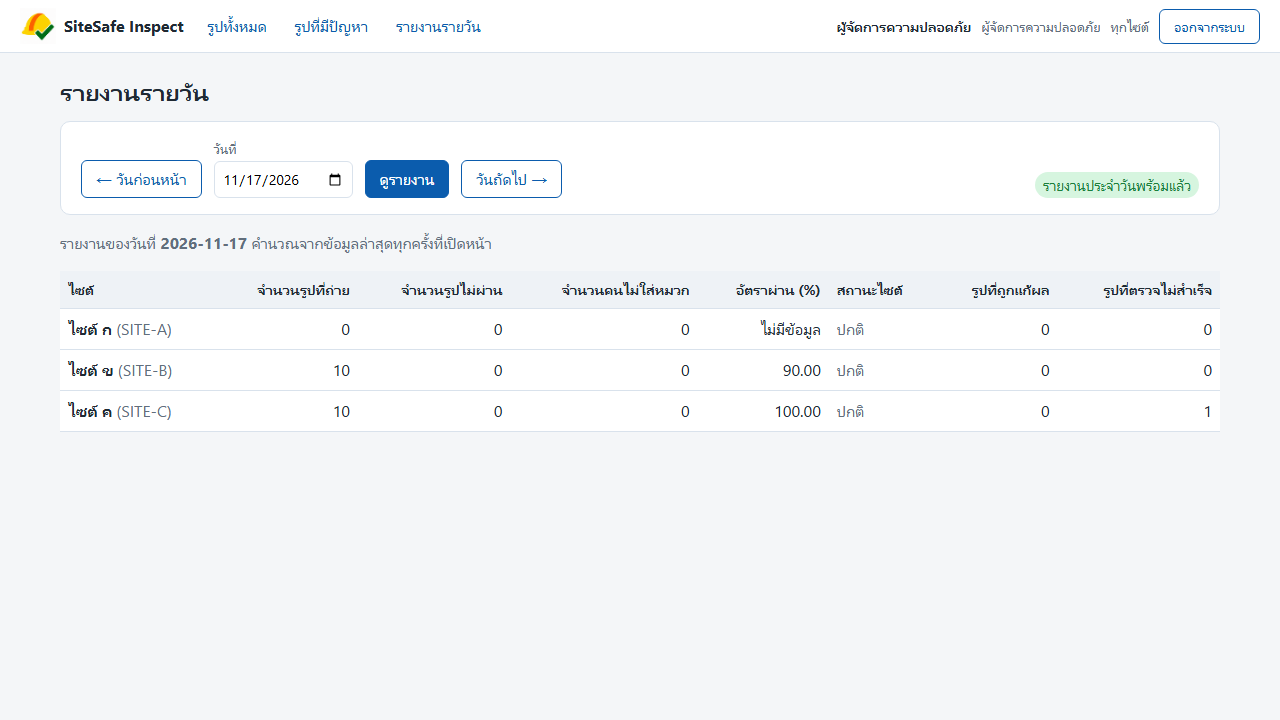 SiteSafe Inspect รูปทั้งหมด รูปที่มีปัญหา รายงานรายวัน ผู้จัดการความปลอดภัย ผู้จัดการความปลอดภัย ทุกไซต์ ออกจากระบบ
รายงานรายวัน
วันที่
← วันก่อนหน้า 11/17/2026 ดูรายงาน วันถัดไป → รายงานประจำวันพร้อมแล้ว
รายงานของวันที่ 2026-11-17 คำนวณจากข้อมูลล่าสุดทุกครั้งที่เปิดหน้า
ไซต์ จำนวนรูปที่ถ่าย จำนวนรูปไม่ผ่าน จำนวนคนไม่ใส่หมวก อัตราผ่าน (%) สถานะไซต์ รูปที่ถูกแก้ผล รูปที่ตรวจไม่สำเร็จ
ไซต์ ก (SITE-A) 0 0 0 ไม่มีข้อมูล ปกติ 0 0
ไซต์ ข (SITE-B) 10 0 0 90.00 ปกติ 0 0
ไซต์ ค (SITE-C) 10 0 0 100.00 ปกติ 0 1